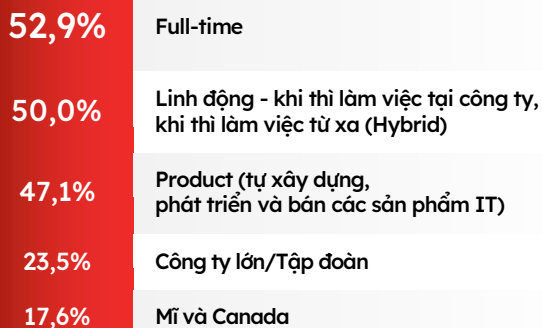 52,9% Full-time
50,0% Linh động - khi thì làm việc tại công ty,
khi thì làm việc từ xa (Hybrid)
47,1% Product (tự xây dựng,
phát triển và bán các sản phẩm IT)
23,5% Công ty lớn/Tập đoàn
17,6% Mĩ và Canada